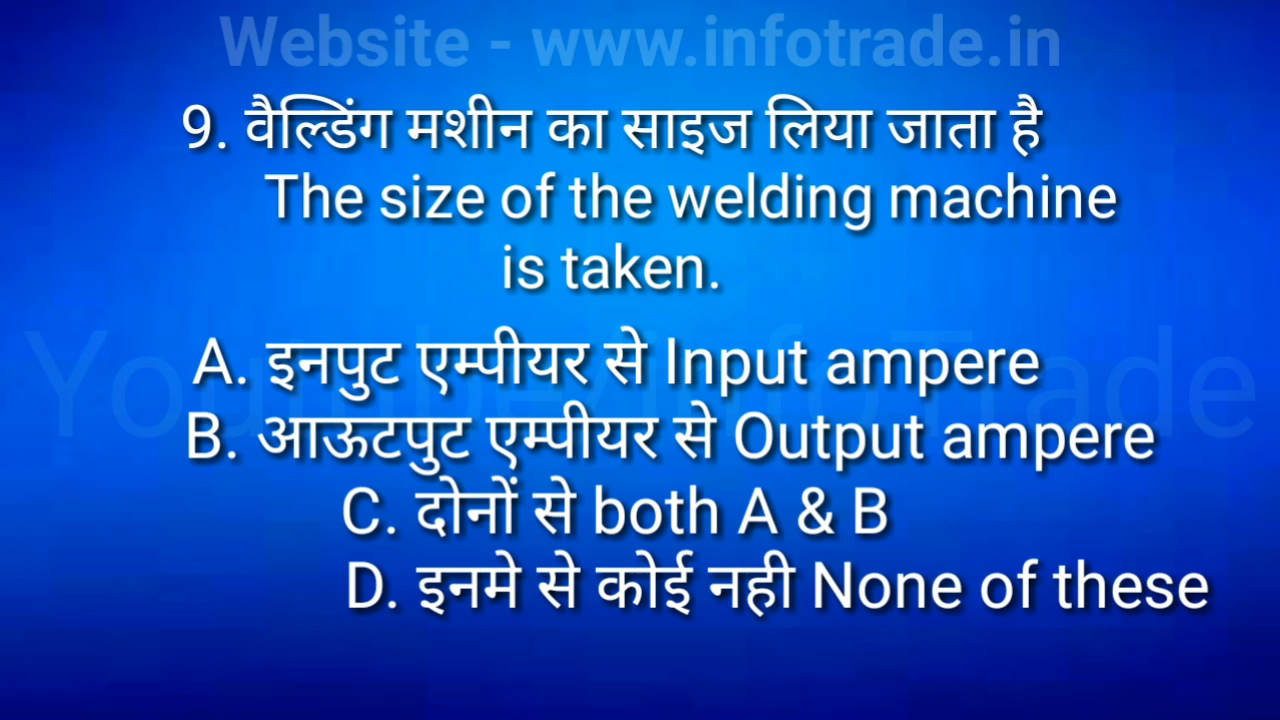 Website - www.infotrade.in
9. वैल्डिंग मशीन का साइज लिया जाता है
The size of the welding machine
is taken.
A. इनपुट एम्पीयर से Input ampere
B. आऊटपुट एम्पीयर से Output ampere
C. दोनों से both A & B
D. इनमे से कोई नही None of these